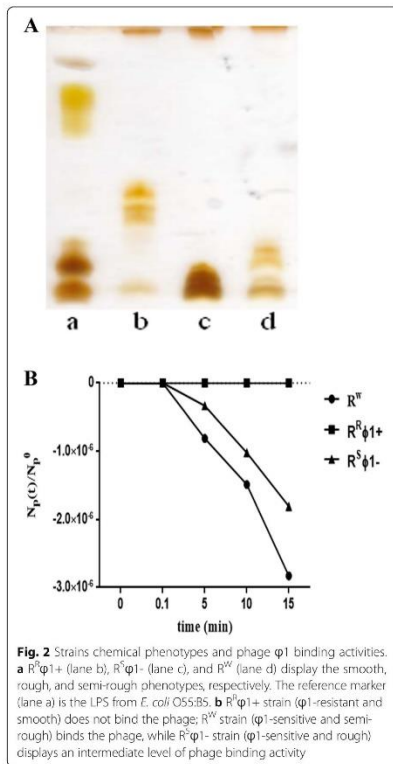 A
a b c d
B
0
-1.0×10⁻⁶
-2.0×10⁻⁶
-3.0×10⁻⁶
Nₚ(t)/Nₚ⁰
0 0.1 5 10 15
time (min)
Rᵂ
Rᴿϕ1+
Rˢϕ1-
Fig. 2 Strains chemical phenotypes and phage φ1 binding activities.
a Rᴿφ1+ (lane b), Rˢφ1- (lane c), and Rᵂ (lane d) display the smooth,
rough, and semi-rough phenotypes, respectively. The reference marker
(lane a) is the LPS from E. coli O55:B5. b Rᴿφ1+ strain (φ1-resistant and
smooth) does not bind the phage; Rᵂ strain (φ1-sensitive and semi-
rough) binds the phage, while Rˢφ1- strain (φ1-sensitive and rough)
displays an intermediate level of phage binding activity